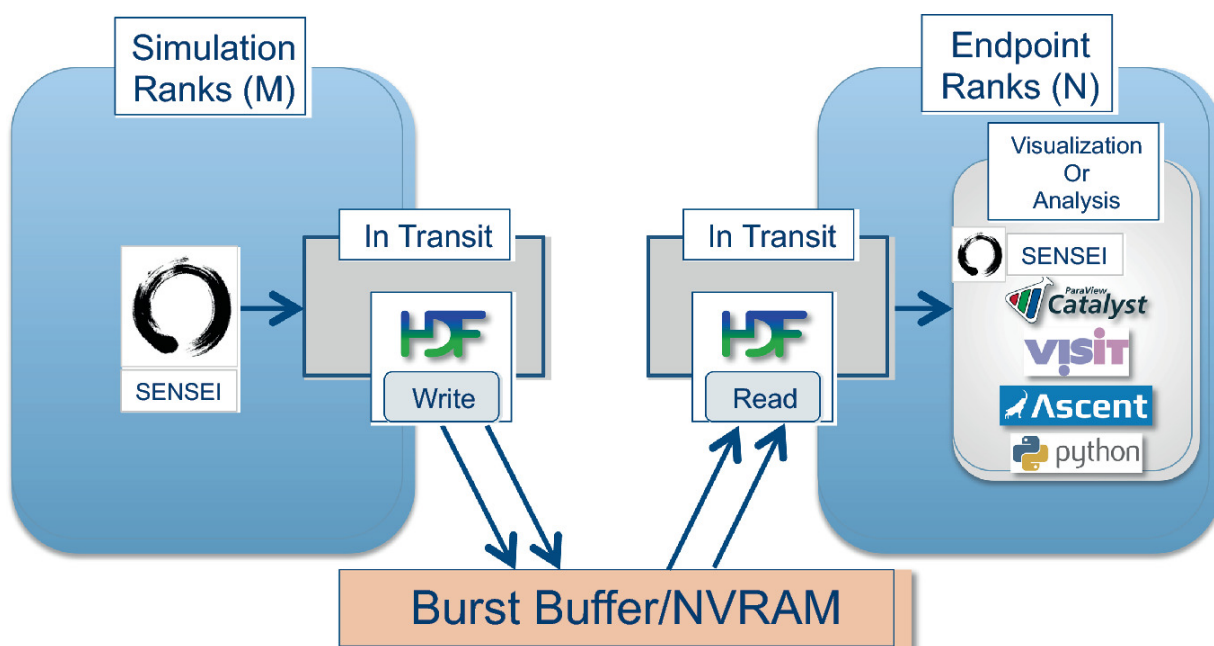 Simulation
Ranks (M)
SENSEI
In Transit
HDF
Write
In Transit
HDF
Read
Endpoint
Ranks (N)
Visualization
Or
Analysis
SENSEI
ParaView
Catalyst
VisIt
Ascent
python
Burst Buffer/NVRAM